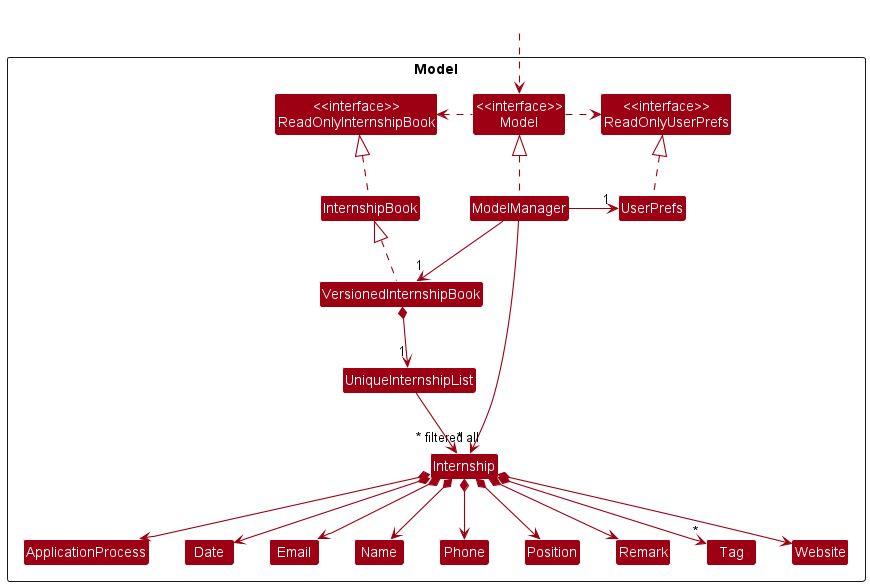 Model
<<interface>>
ReadOnlyInternshipBook
<<interface>>
Model
<<interface>>
ReadOnlyUserPrefs
InternshipBook
ModelManager
1
UserPrefs
1
VersionedInternshipBook
1
UniqueInternshipList
* filtered
* all
Internship
ApplicationProcess
Date
Email
Name
Phone
Position
Remark
*
Tag
Website